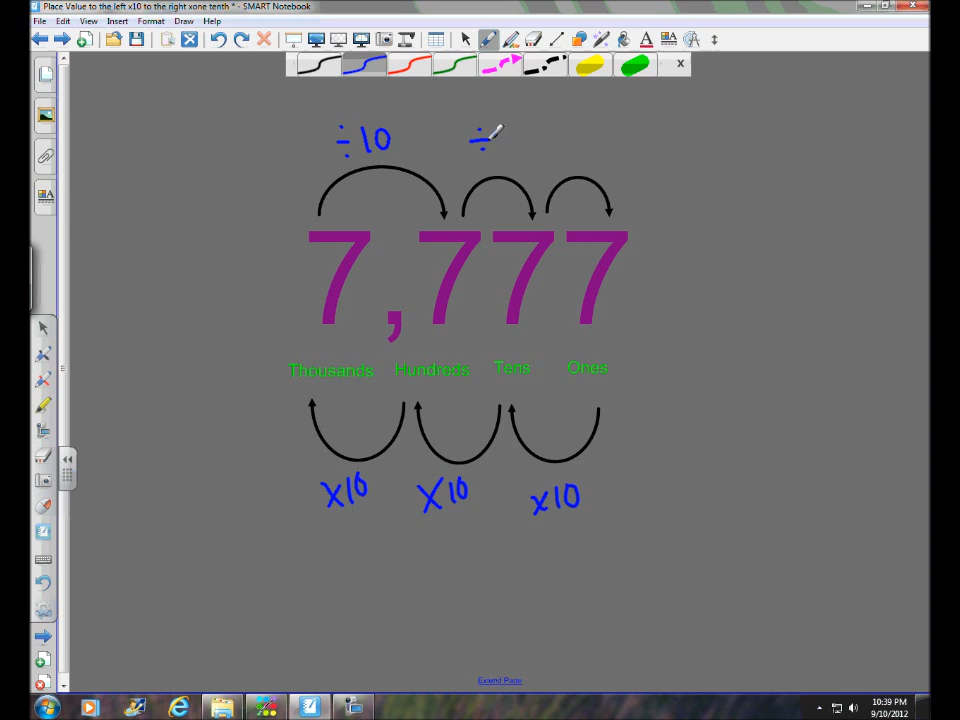 Place Value to the left x10 to the right xone tenth * - SMART Notebook
File Edit View Insert Format Draw Help
A
X
÷10 ÷
7,777
Thousands Hundreds Tens Ones
x10 x10 x10
Extend Page
10:39 PM
9/10/2012